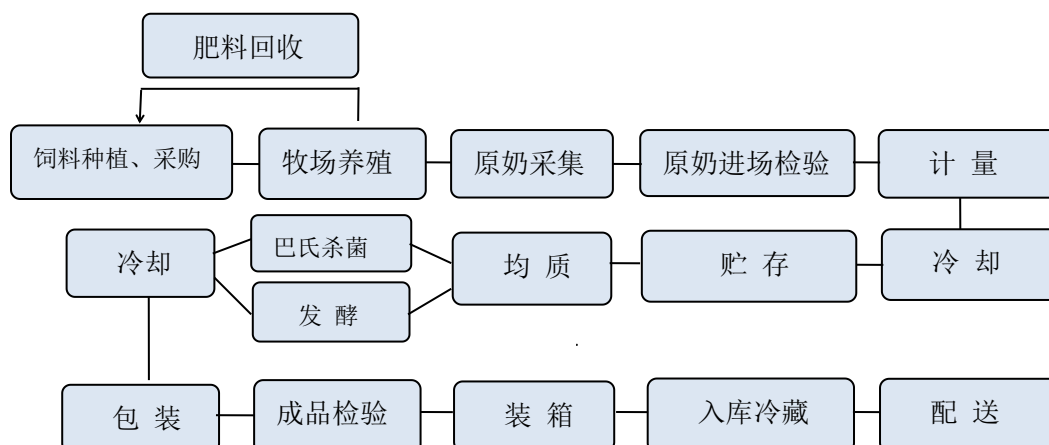 肥料回收
饲料种植、采购
牧场养殖
原奶采集
原奶进场检验
计 量
冷却
巴氏杀菌
发 酵
均 质
贮 存
冷 却
包 装
成品检验
装 箱
入库冷藏
配 送